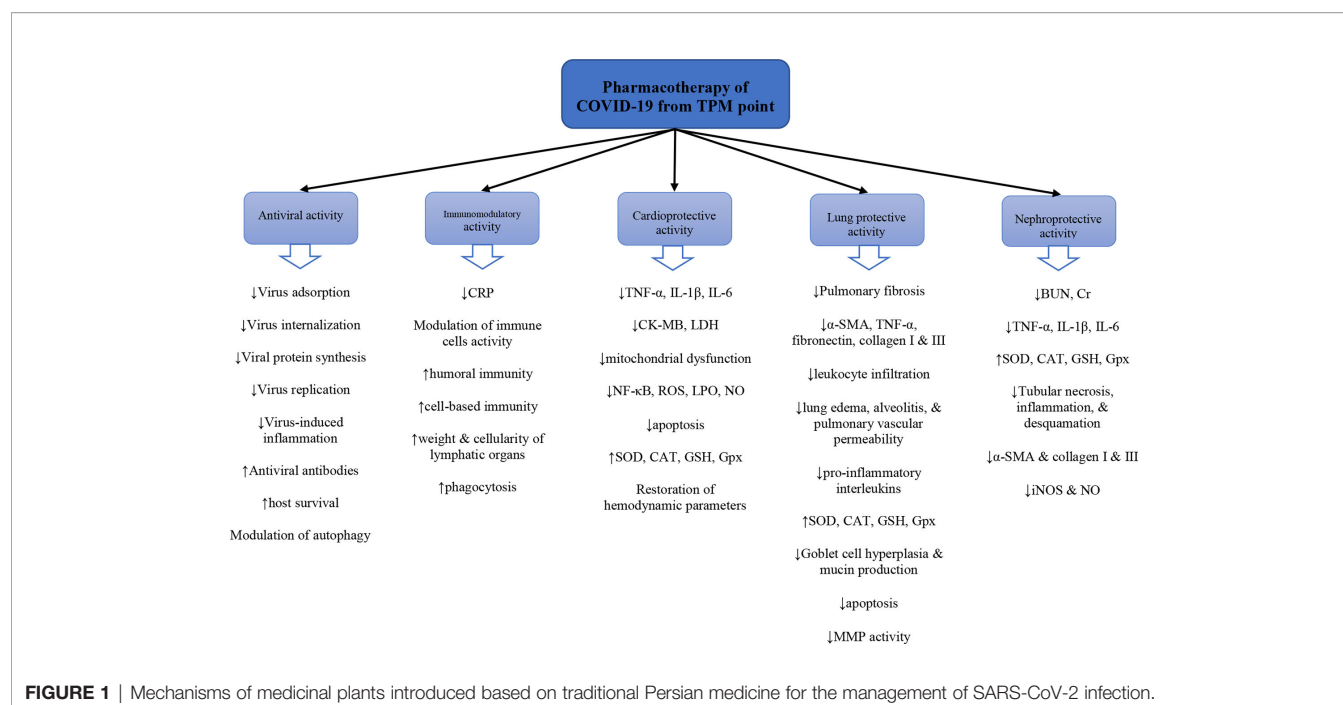 Pharmacotherapy of
COVID-19 from TPM point
Antiviral activity
↓Virus adsorption
↓Virus internalization
↓Viral protein synthesis
↓Virus replication
↓Virus-induced
inflammation
↑Antiviral antibodies
↑host survival
Modulation of autophagy
Immunomodulatory
activity
↓CRP
Modulation of immune
cells activity
↑humoral immunity
↑cell-based immunity
↑weight & cellularity of
lymphatic organs
↑phagocytosis
Cardioprotective
activity
↓TNF-α, IL-1β, IL-6
↓CK-MB, LDH
↓mitochondrial dysfunction
↓NF-κB, ROS, LPO, NO
↓apoptosis
↑SOD, CAT, GSH, Gpx
Restoration of
hemodynamic parameters
Lung protective
activity
↓Pulmonary fibrosis
↓α-SMA, TNF-α,
fibronectin, collagen I & III
↓leukocyte infiltration
↓lung edema, alveolitis, &
pulmonary vascular
permeability
↓pro-inflammatory
interleukins
↑SOD, CAT, GSH, Gpx
↓Goblet cell hyperplasia &
mucin production
↓apoptosis
↓MMP activity
Nephroprotective
activity
↓BUN, Cr
↓TNF-α, IL-1β, IL-6
↑SOD, CAT, GSH, Gpx
↓Tubular necrosis,
inflammation, &
desquamation
↓α-SMA & collagen I & III
↓iNOS & NO
FIGURE 1 | Mechanisms of medicinal plants introduced based on traditional Persian medicine for the management of SARS-CoV-2 infection.